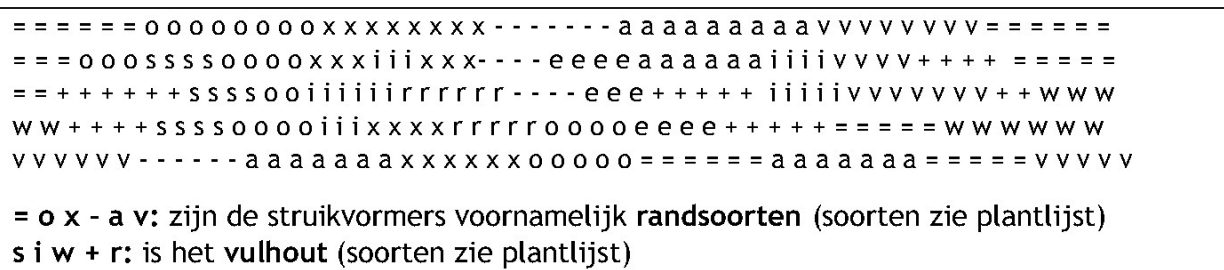 = = = = = = o o o o o o o o x x x x x x x x - - - - - - - a a a a a a a a a v v v v v v v v = = = = = =
= = = o o o s s s s o o o o x x x i i i x x x - - - - e e e e a a a a a a a i i i i v v v v + + + + = = = = =
= = + + + + + + s s s s o o i i i i i i r r r r r r - - - - e e e + + + + + i i i i i v v v v v v v + + w w w
w w + + + + s s s s o o o o i i i x x x x r r r r r o o o o e e e e + + + + + = = = = = w w w w w w
v v v v v v - - - - - - a a a a a a a x x x x x x o o o o o = = = = = = a a a a a a a = = = = = v v v v v
= o x - a v: zijn de struikvormers voornamelijk randsoorten (soorten zie plantlijst)
s i w + r: is het vulhout (soorten zie plantlijst)